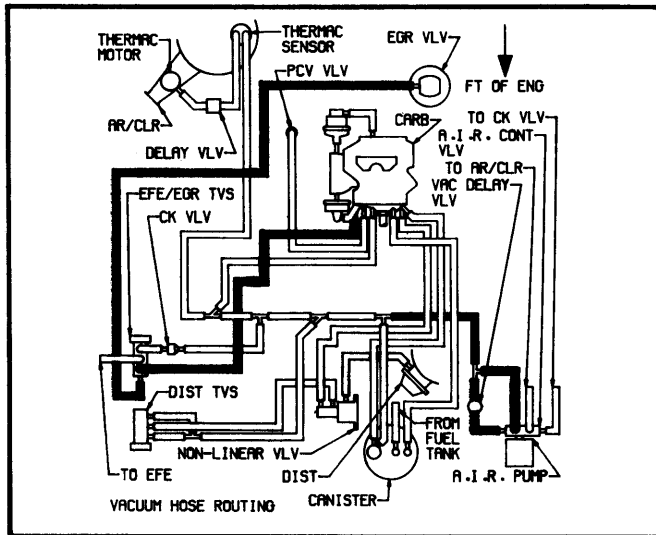 THERMAC
MOTOR
THERMAC
SENSOR
EGR VLV
PCV VLV
FT OF ENG
AR/CLR
DELAY VLV
CARB
TO CK VLV
A.I.R. CONT
VLV
TO AR/CLR
VAC DELAY
VLV
EFE/EGR TVS
CK VLV
DIST TVS
NON-LINEAR VLV
DIST
FROM
FUEL
TANK
TO EFE
CANISTER
A.I.R. PUMP
VACUUM HOSE ROUTING